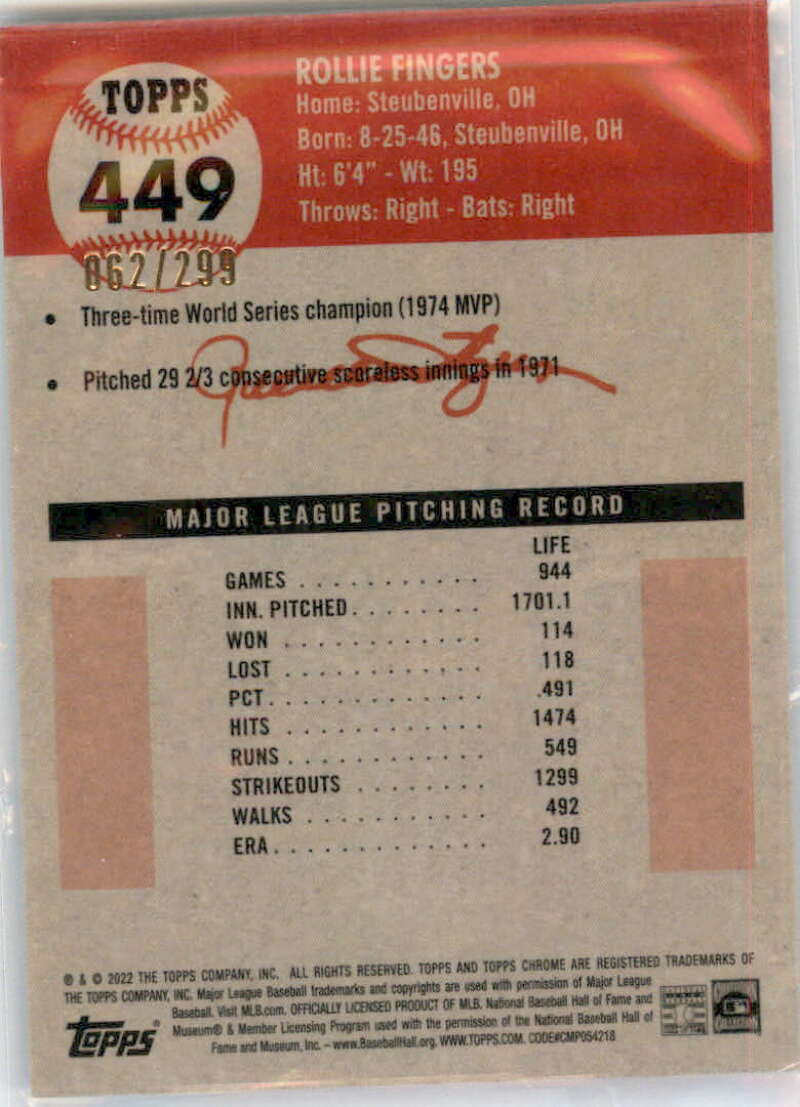 TOPPS
449
062/299
ROLLIE FINGERS
Home: Steubenville, OH
Born: 8-25-46, Steubenville, OH
Ht: 6'4" - Wt: 195
Throws: Right - Bats: Right
• Three-time World Series champion (1974 MVP)
• Pitched 29 2/3 consecutive scoreless innings in 1971
MAJOR LEAGUE PITCHING RECORD
LIFE
GAMES . . . . . . . . . . . 944
INN. PITCHED. . . . . . . . 1701.1
WON . . . . . . . . . . . . 114
LOST . . . . . . . . . . . . 118
PCT. . . . . . . . . . . . . .491
HITS . . . . . . . . . . . . 1474
RUNS . . . . . . . . . . . . 549
STRIKEOUTS . . . . . . . . 1299
WALKS . . . . . . . . . . . 492
ERA. . . . . . . . . . . . . 2.90
® & © 2022 THE TOPPS COMPANY, INC. ALL RIGHTS RESERVED. TOPPS AND TOPPS CHROME ARE REGISTERED TRADEMARKS OF
THE TOPPS COMPANY, INC. Major League Baseball trademarks and copyrights are used with permission of Major League
Baseball. Visit MLB.com. OFFICIALLY LICENSED PRODUCT OF MLB. National Baseball Hall of Fame and
Museum® & Member Licensing Program used with the permission of the National Baseball Hall of
Fame and Museum, Inc. – www.BaseballHall.org. WWW.TOPPS.COM. CODE#CMP054218
topps®